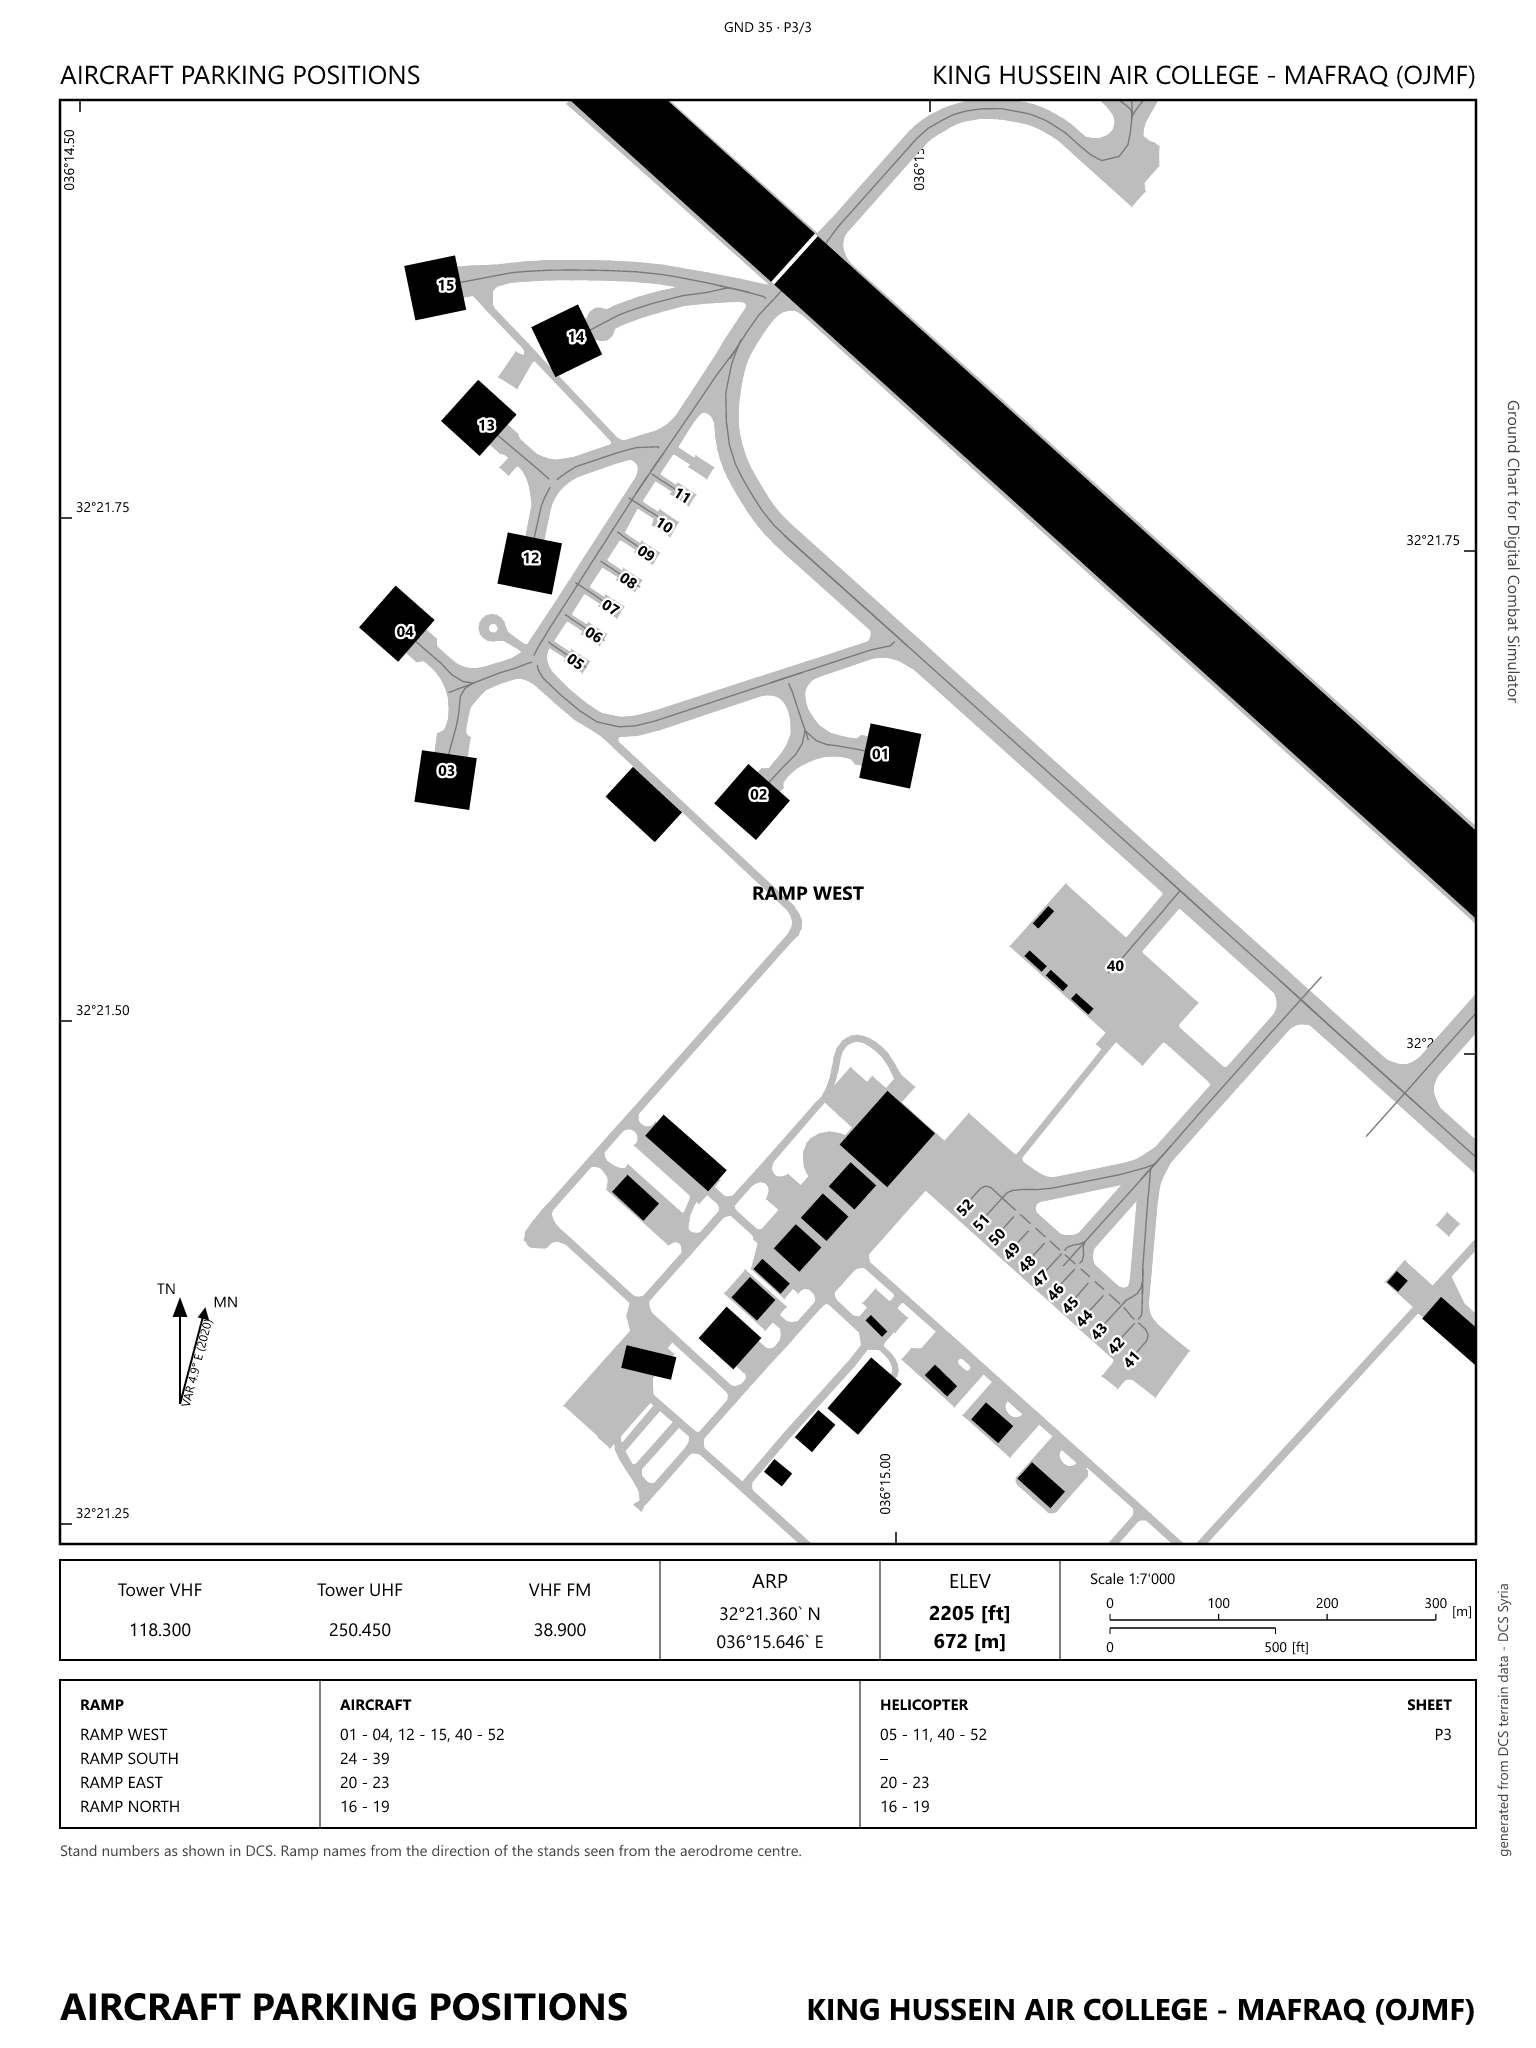 GND 35 · P3/3
AIRCRAFT PARKING POSITIONS
KING HUSSEIN AIR COLLEGE - MAFRAQ (OJMF)
036°14.50
15
14
13
11
32°21.75
10
32°21.75
09
12
08
07
04
06
05
01
03
02
RAMP WEST
40
32°21.50
52
51
50
49
48
47
46
45
44
43
42
41
TN
MN
VAR 4.9° E (2020)
036°15.00
32°21.25
Ground Chart for Digital Combat Simulator
Tower VHF
118.300
Tower UHF
250.450
VHF FM
38.900
ARP
32°21.360` N
036°15.646` E
ELEV
2205 [ft]
672 [m]
Scale 1:7'000
0 100 200 300 [m]
0 500 [ft]
RAMP AIRCRAFT HELICOPTER SHEET
RAMP WEST 01 - 04, 12 - 15, 40 - 52 05 - 11, 40 - 52 P3
RAMP SOUTH 24 - 39 –
RAMP EAST 20 - 23 20 - 23
RAMP NORTH 16 - 19 16 - 19
generated from DCS terrain data - DCS Syria
Stand numbers as shown in DCS. Ramp names from the direction of the stands seen from the aerodrome centre.
AIRCRAFT PARKING POSITIONS
KING HUSSEIN AIR COLLEGE - MAFRAQ (OJMF)